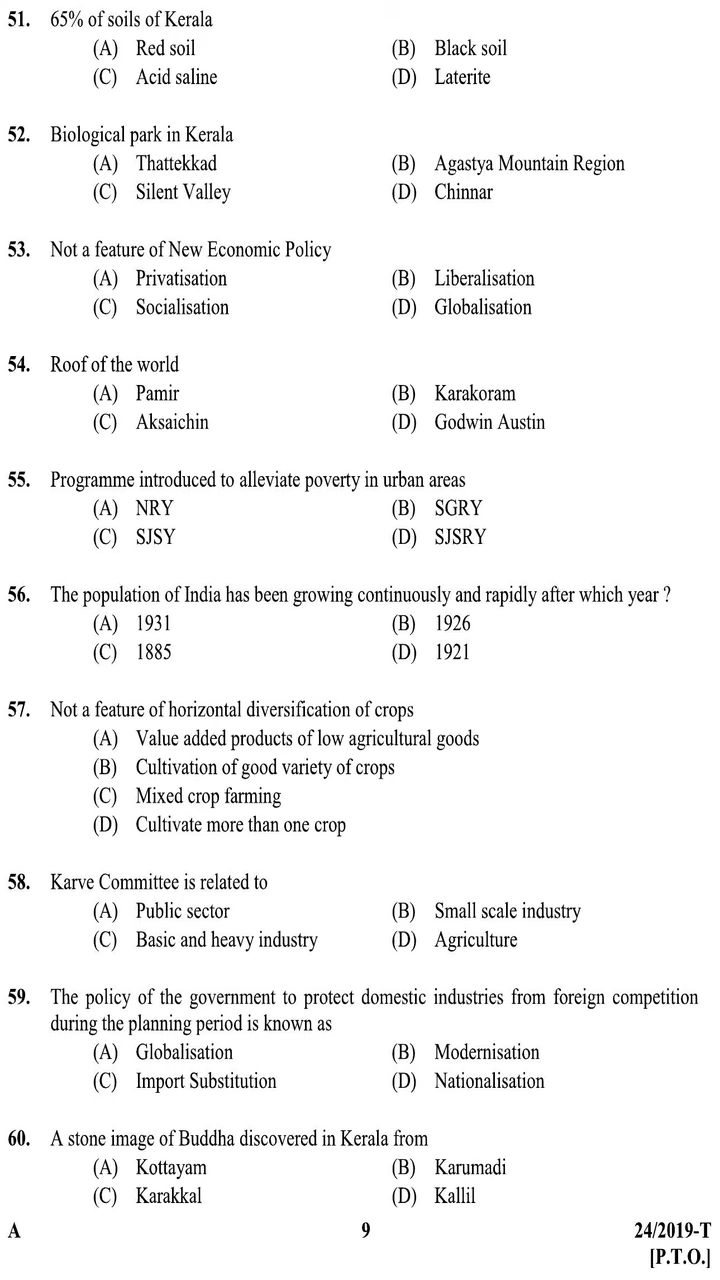 51. 65% of soils of Kerala
(A) Red soil (B) Black soil
(C) Acid saline (D) Laterite
52. Biological park in Kerala
(A) Thattekkad (B) Agastya Mountain Region
(C) Silent Valley (D) Chinnar
53. Not a feature of New Economic Policy
(A) Privatisation (B) Liberalisation
(C) Socialisation (D) Globalisation
54. Roof of the world
(A) Pamir (B) Karakoram
(C) Aksaichin (D) Godwin Austin
55. Programme introduced to alleviate poverty in urban areas
(A) NRY (B) SGRY
(C) SJSY (D) SJSRY
56. The population of India has been growing continuously and rapidly after which year ?
(A) 1931 (B) 1926
(C) 1885 (D) 1921
57. Not a feature of horizontal diversification of crops
(A) Value added products of low agricultural goods
(B) Cultivation of good variety of crops
(C) Mixed crop farming
(D) Cultivate more than one crop
58. Karve Committee is related to
(A) Public sector (B) Small scale industry
(C) Basic and heavy industry (D) Agriculture
59. The policy of the government to protect domestic industries from foreign competition
during the planning period is known as
(A) Globalisation (B) Modernisation
(C) Import Substitution (D) Nationalisation
60. A stone image of Buddha discovered in Kerala from
(A) Kottayam (B) Karumadi
(C) Karakkal (D) Kallil
A 9 24/2019-T
[P.T.O.]